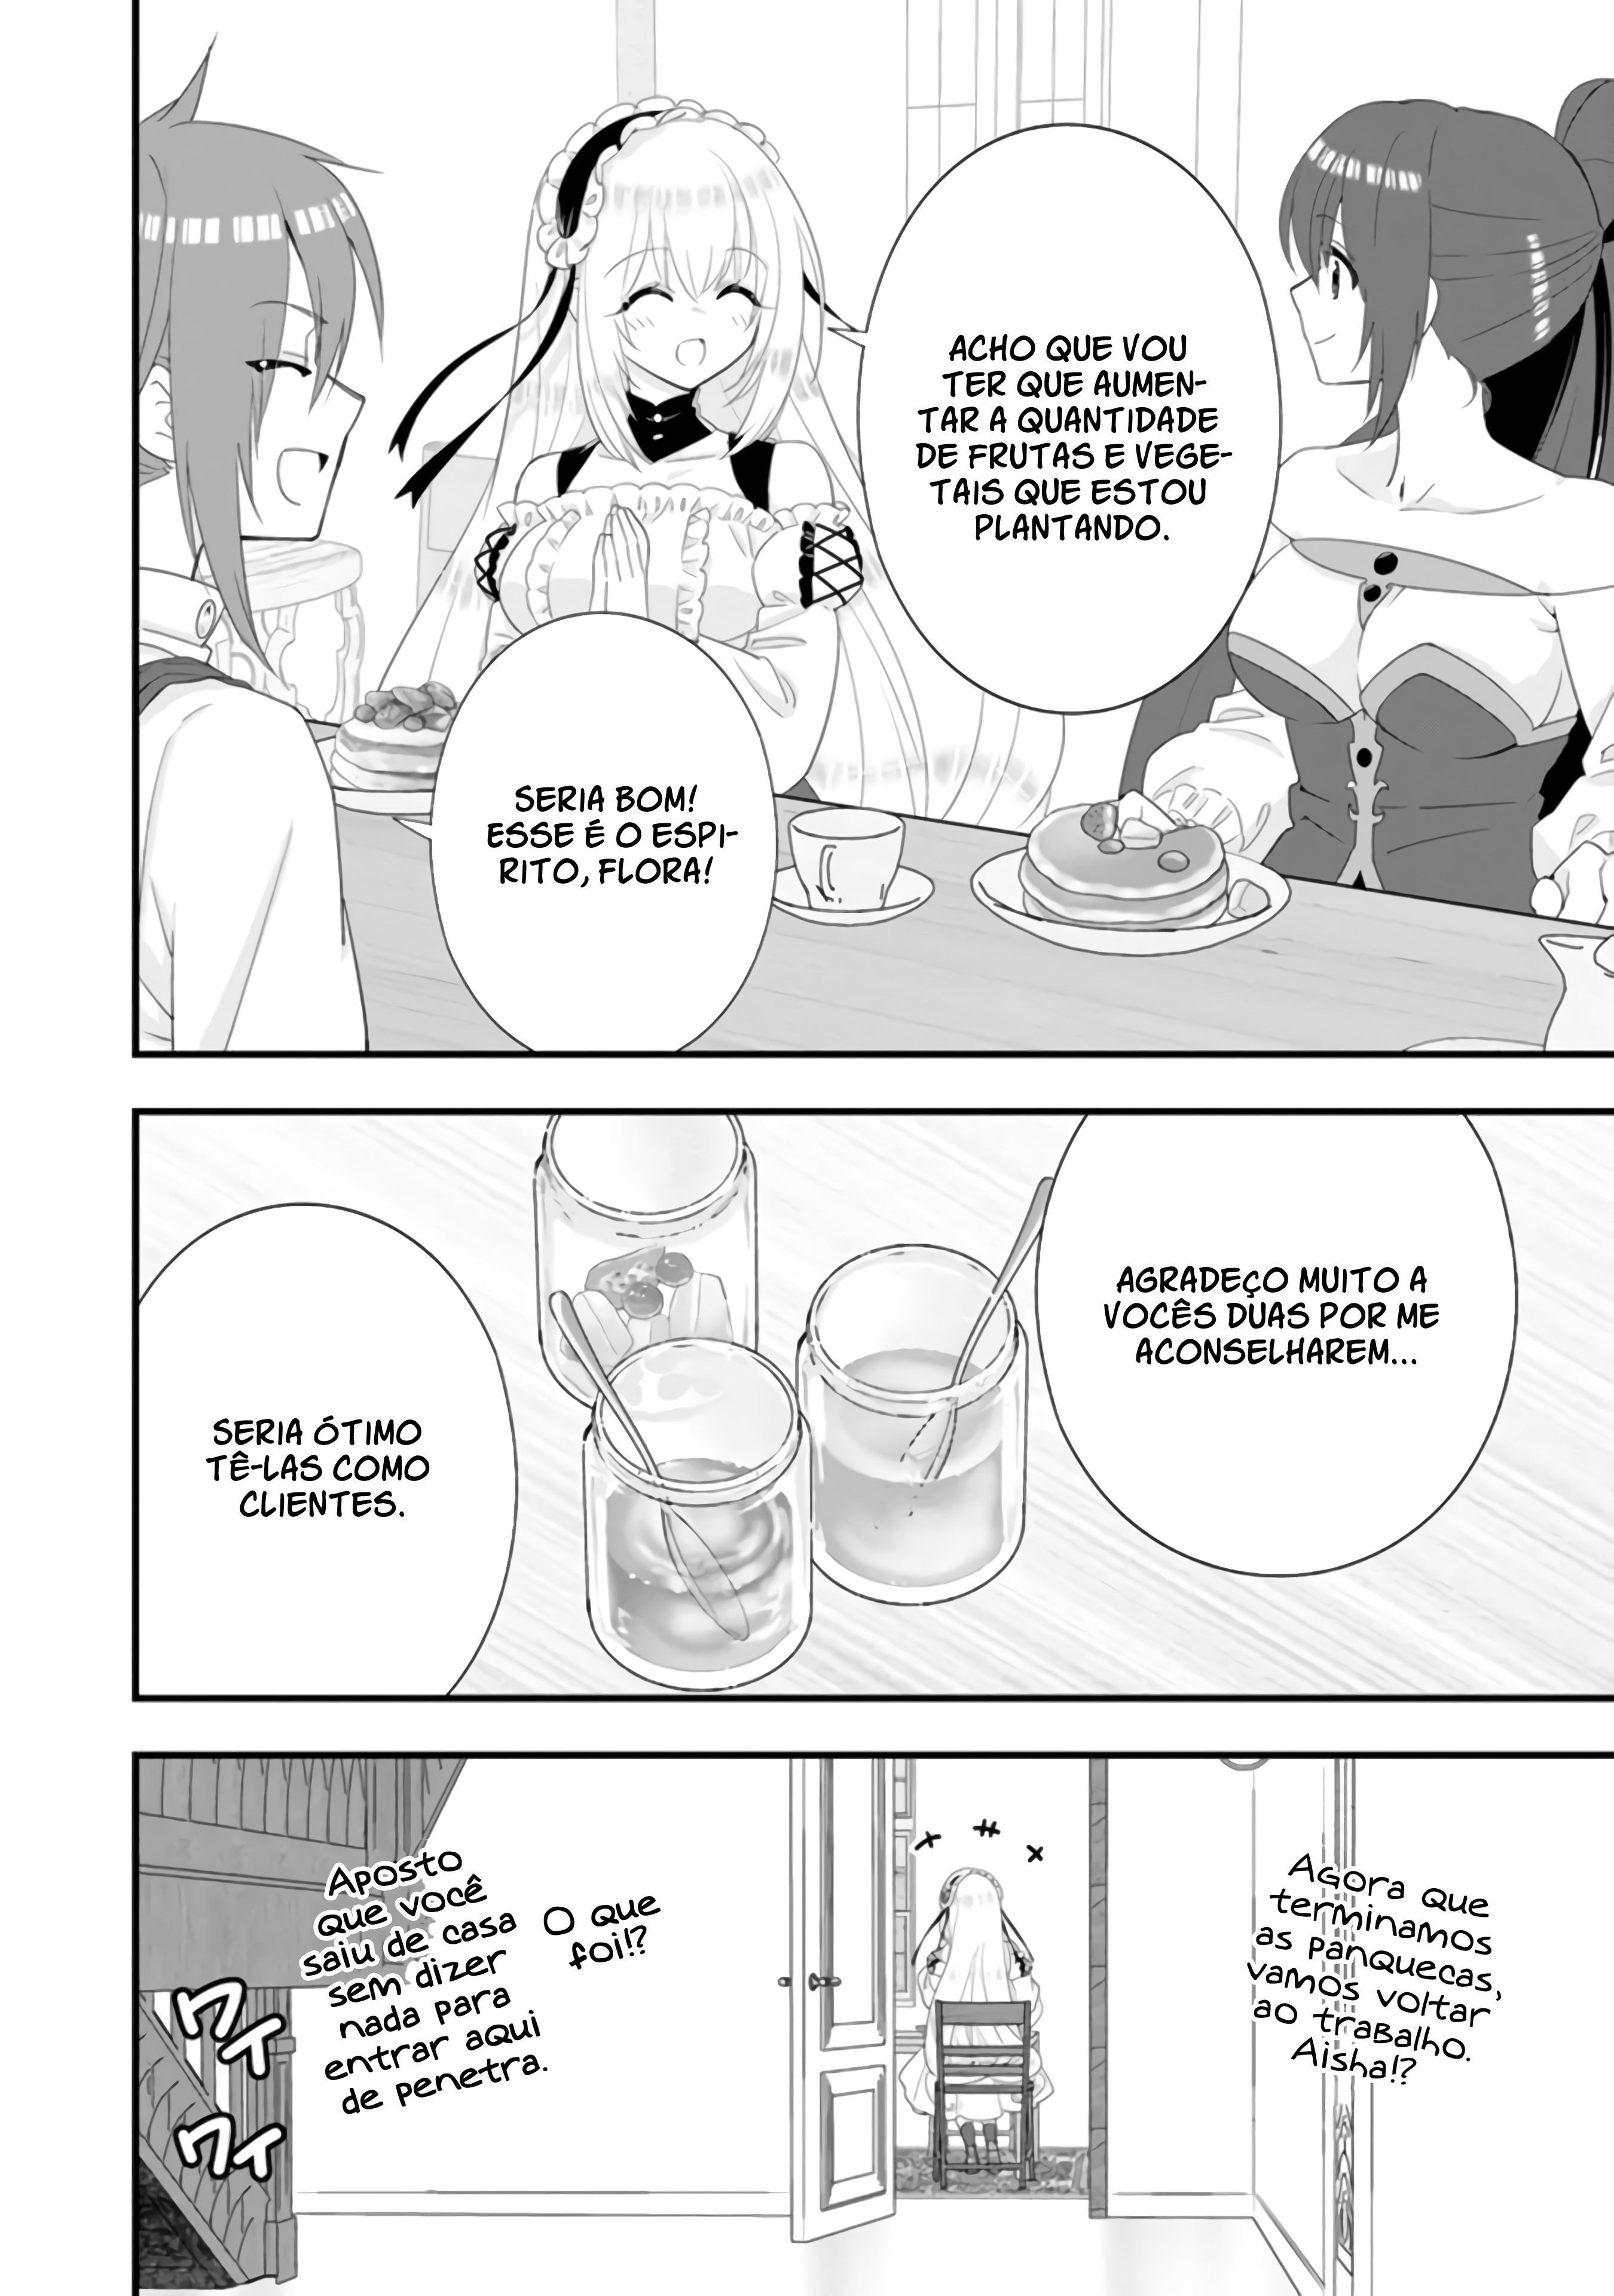 ACHO QUE VOU
TER QUE AUMEN-
TAR A QUANTIDADE
DE FRUTAS E VEGE-
TAIS QUE ESTOU
PLANTANDO.
SERIA BOM!
ESSE É O ESPI-
RITO, FLORA!
AGRADEÇO MUITO A
VOCÊS DUAS POR ME
ACONSELHAREM...
SERIA ÓTIMO
TÊ-LAS COMO
CLIENTES.
Agora que
terminamos
as panquecas,
vamos voltar
ao trabalho.
Aisha!?
O que
foi!?
Aposto
que você
saiu de casa
sem dizer
nada para
entrar aqui
de penetra.
ワイ
ワイ